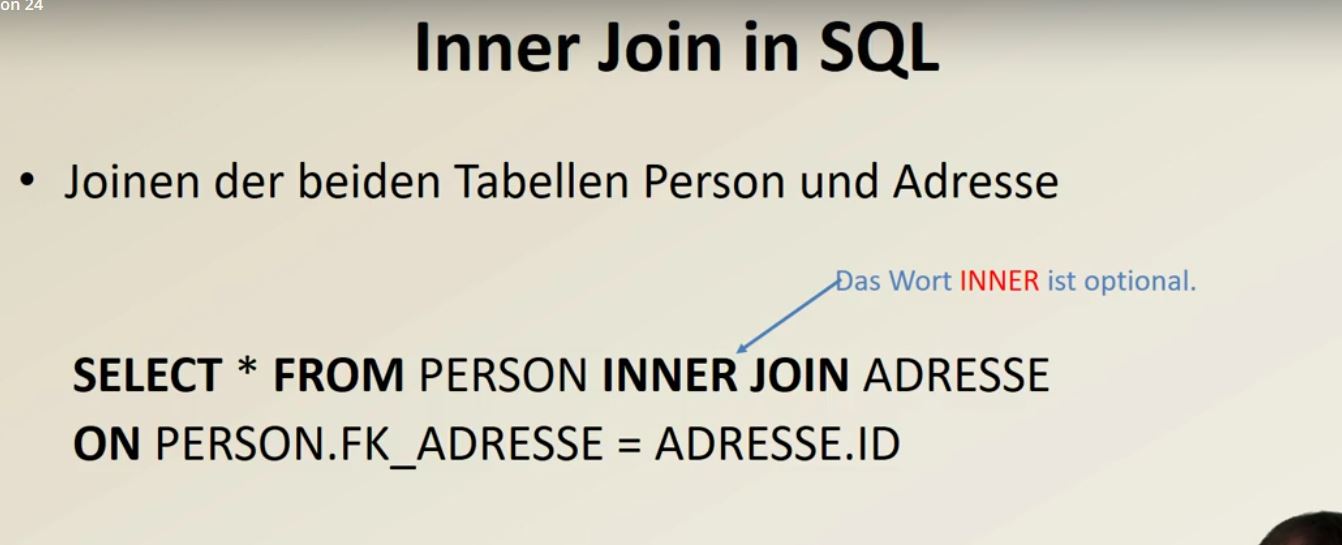 on 24
Inner Join in SQL
• Joinen der beiden Tabellen Person und Adresse
Das Wort INNER ist optional.
SELECT * FROM PERSON INNER JOIN ADRESSE
ON PERSON.FK_ADRESSE = ADRESSE.ID